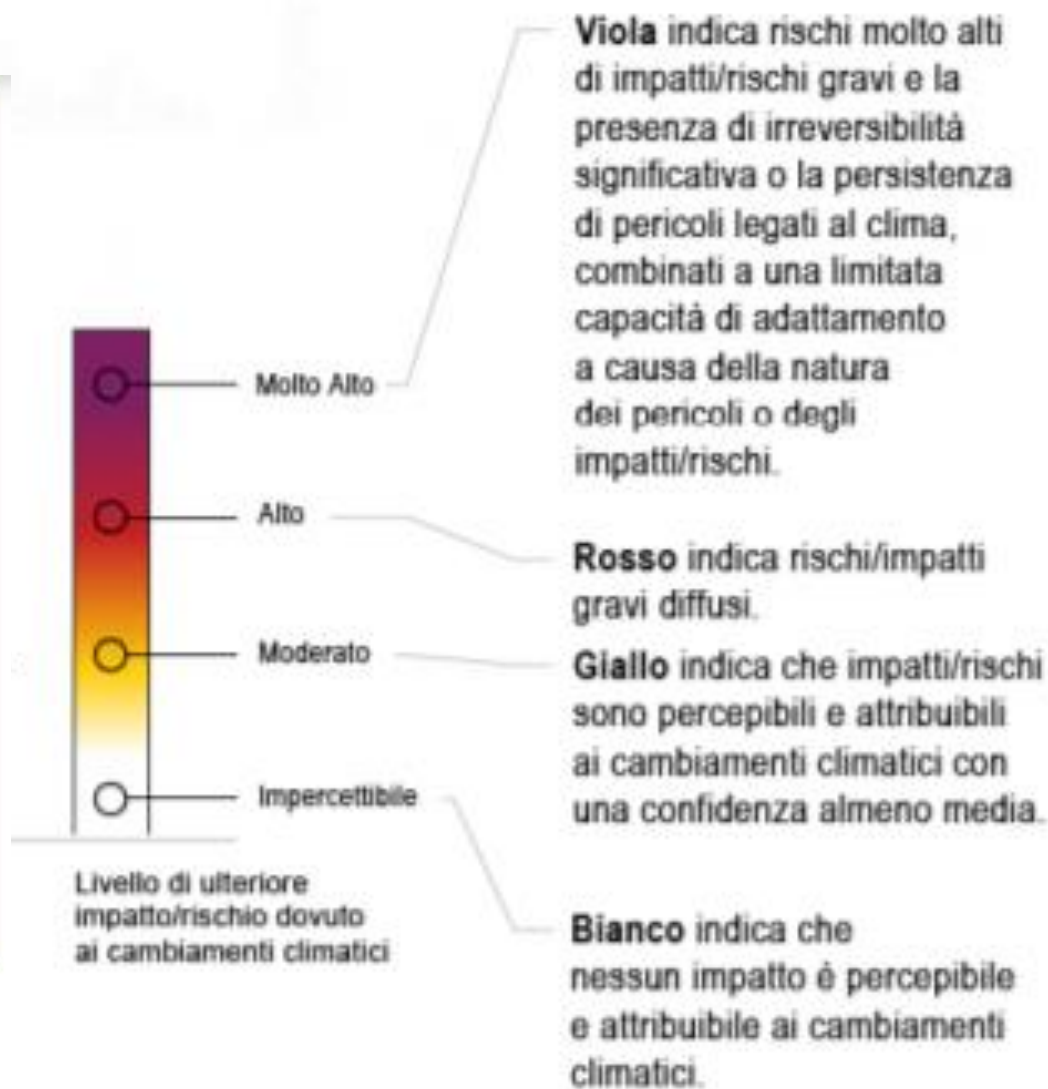 Viola indica rischi molto alti
di impatti/rischi gravi e la
presenza di irreversibilità
significativa o la persistenza
di pericoli legati al clima,
combinati a una limitata
capacità di adattamento
a causa della natura
dei pericoli o degli
impatti/rischi.
Molto Alto
Alto
Rosso indica rischi/impatti
gravi diffusi.
Moderato
Giallo indica che impatti/rischi
sono percepibili e attribuibili
ai cambiamenti climatici con
una confidenza almeno media.
Impercettibile
Livello di ulteriore
impatto/rischio dovuto
ai cambiamenti climatici
Bianco indica che
nessun impatto è percepibile
e attribuibile ai cambiamenti
climatici.